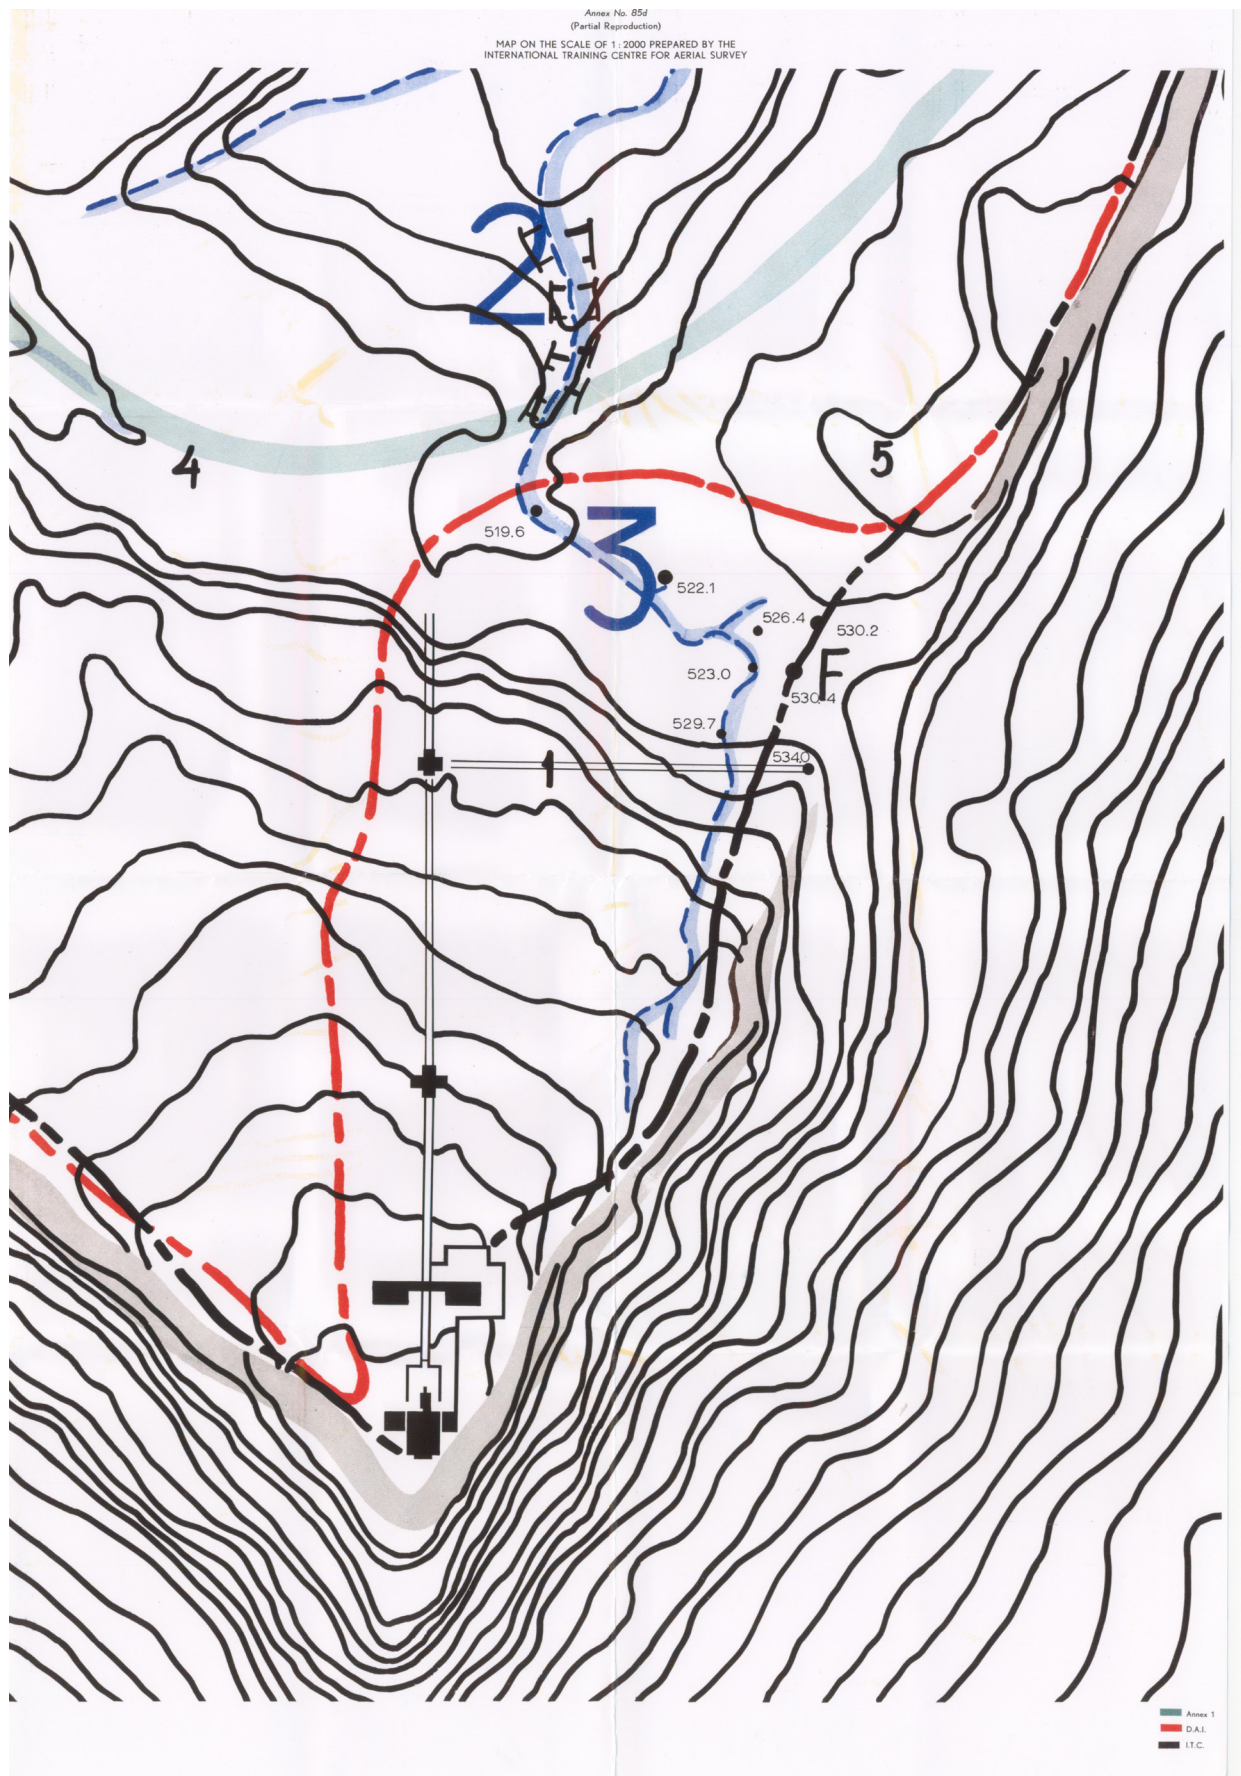 Annex No. 85d
(Partial Reproduction)
MAP ON THE SCALE OF 1 : 2000 PREPARED BY THE
INTERNATIONAL TRAINING CENTRE FOR AERIAL SURVEY
2
4
5
519.6
3
522.1
526.4
530.2
523.0
F
530.4
529.7
534.0
1
Annex 1
D.A.I.
I.T.C.